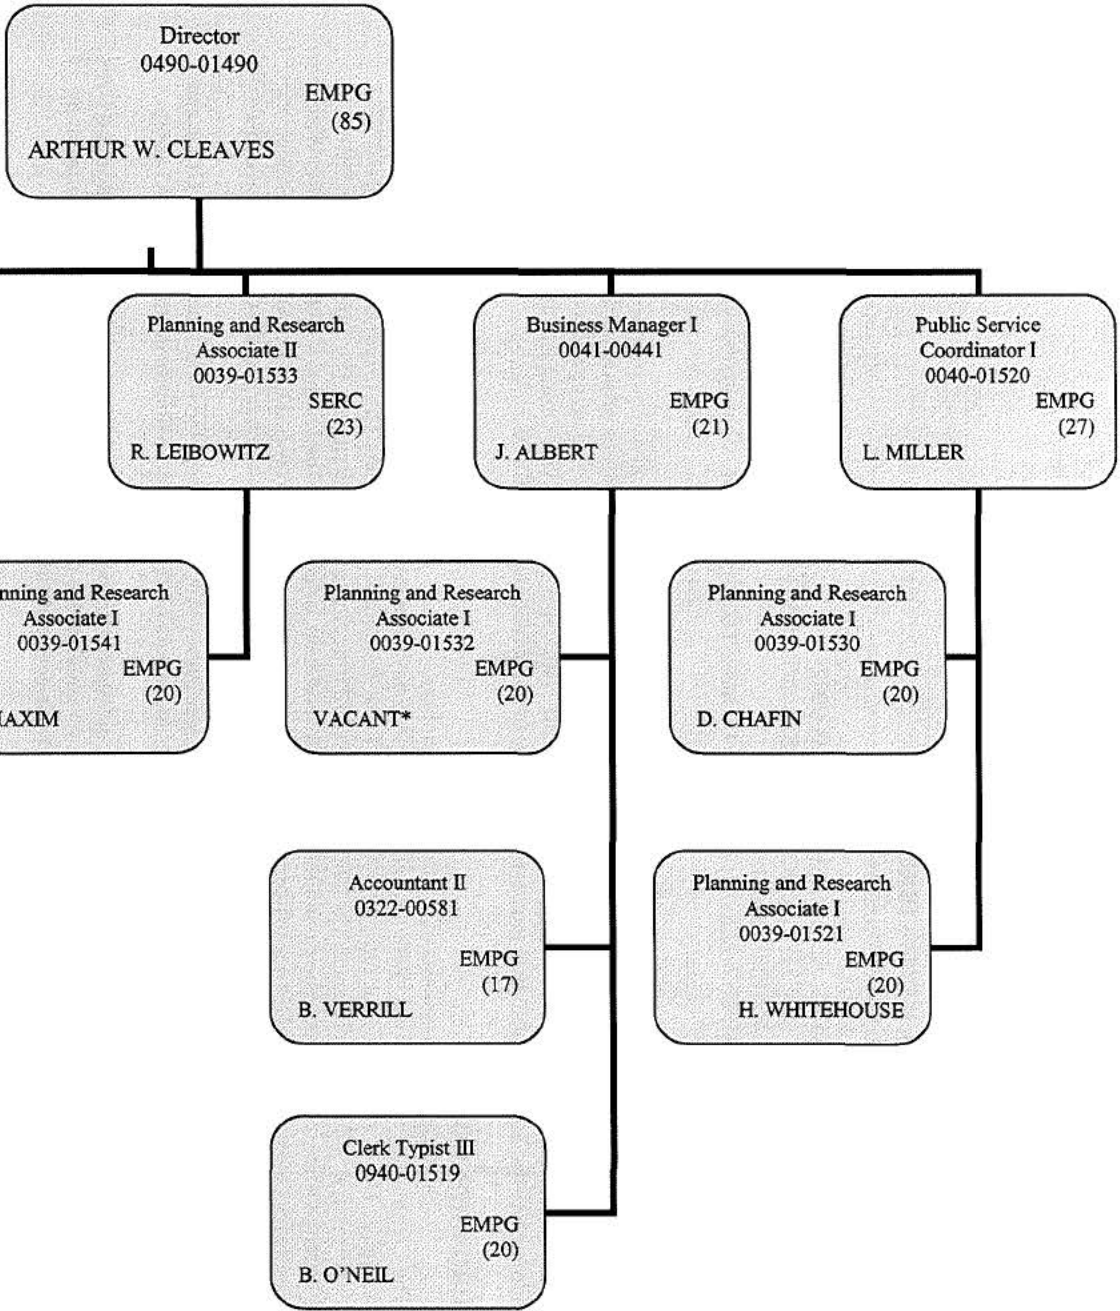 Director
0490-01490
EMPG
(85)
ARTHUR W. CLEAVES
Planning and Research
Associate II
0039-01533
SERC
(23)
R. LEIBOWITZ
Business Manager I
0041-00441
EMPG
(21)
J. ALBERT
Public Service
Coordinator I
0040-01520
EMPG
(27)
L. MILLER
and Research
Associate I
0039-01541
EMPG
(20)
Planning and Research
Associate I
0039-01532
EMPG
(20)
VACANT*
Planning and Research
Associate I
0039-01530
EMPG
(20)
D. CHAFIN
Accountant II
0322-00581
EMPG
(17)
B. VERRILL
Planning and Research
Associate I
0039-01521
EMPG
(20)
H. WHITEHOUSE
Clerk Typist III
0940-01519
EMPG
(20)
B. O'NEIL